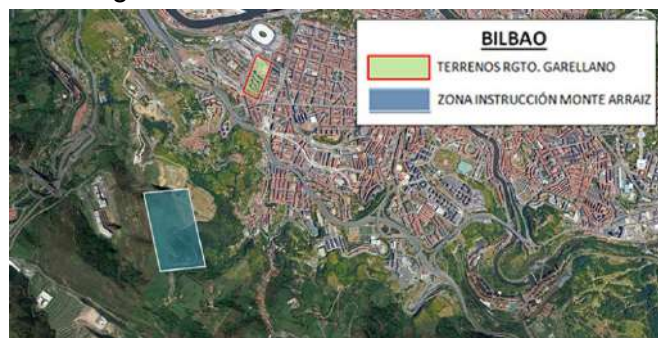 BILBAO
TERRENOS RGTO. GARELLANO
ZONA INSTRUCCIÓN MONTE ARRAIZ